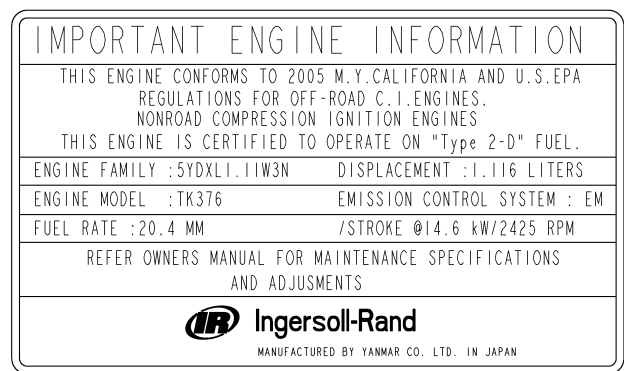 IMPORTANT ENGINE INFORMATION
THIS ENGINE CONFORMS TO 2005 M.Y.CALIFORNIA AND U.S.EPA
REGULATIONS FOR OFF-ROAD C.I.ENGINES.
NONROAD COMPRESSION IGNITION ENGINES
THIS ENGINE IS CERTIFIED TO OPERATE ON "Type 2-D" FUEL.
ENGINE FAMILY :5YDXL1.11W3N DISPLACEMENT :1.116 LITERS
ENGINE MODEL :TK376 EMISSION CONTROL SYSTEM : EM
FUEL RATE :20.4 MM /STROKE @14.6 kW/2425 RPM
REFER OWNERS MANUAL FOR MAINTENANCE SPECIFICATIONS
AND ADJUSMENTS
IR Ingersoll-Rand
MANUFACTURED BY YANMAR CO. LTD. IN JAPAN